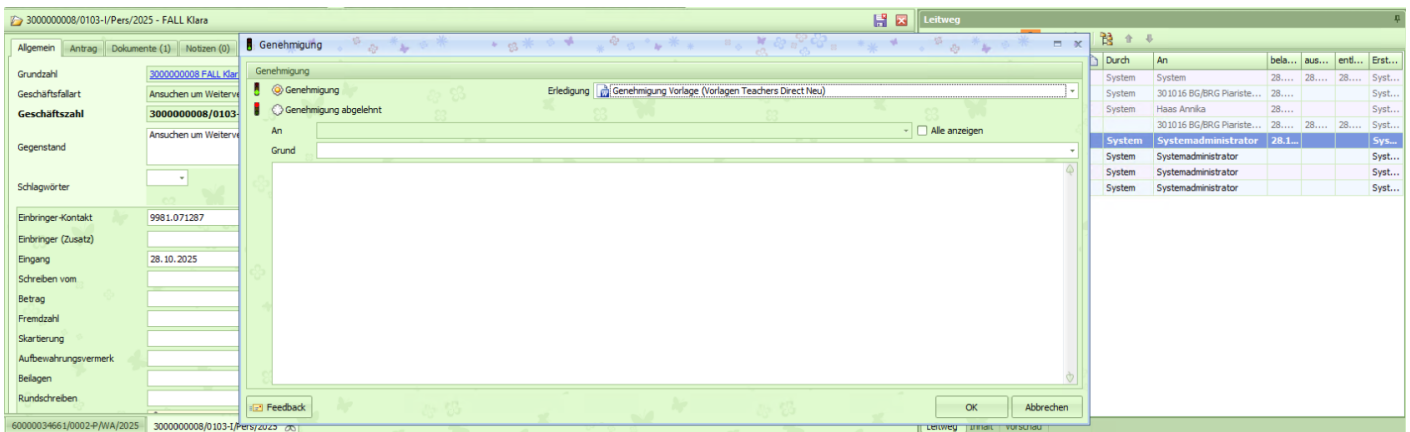 3000000008/0103-I/Pers/2025 - FALL Klara
Leitweg
Allgemein Antrag Dokumente (1) Notizen (0)
Genehmigung
Grundzahl
3000000008 FALL Klar
Geschäftsfallart
Ansuchen um Weiterve
Geschäftszahl
3000000008/0103-
Gegenstand
Ansuchen um Weiterve
Schlagwörter
Einbringer-Kontakt
9981.071287
Einbringer (Zusatz)
Eingang
28.10.2025
Schreiben vom
Betrag
Fremdzahl
Skartierung
Aufbewahrungsvermerk
Beilagen
Rundschreiben
Genehmigung
Genehmigung
Erledigung Genehmigung Vorlage (Vorlagen Teachers Direct Neu)
Genehmigung abgelehnt
An
Alle anzeigen
Grund
Feedback
OK
Abbrechen
Durch An bela... aus... entl... Erst...
System System 28.... 28.... 28.... Syst...
System 301016 BG/BRG Piariste... 28.... Syst...
System Haas Annika 28.... Syst...
301016 BG/BRG Piariste... 28.... 28.... 28.... Syst...
System Systemadministrator 28.1... Sys...
System Systemadministrator Syst...
System Systemadministrator Syst...
System Systemadministrator Syst...
60000034661/0002-P/WA/2025 3000000008/0103-I/Pers/2025
Leitweg Inhalt Vorschau